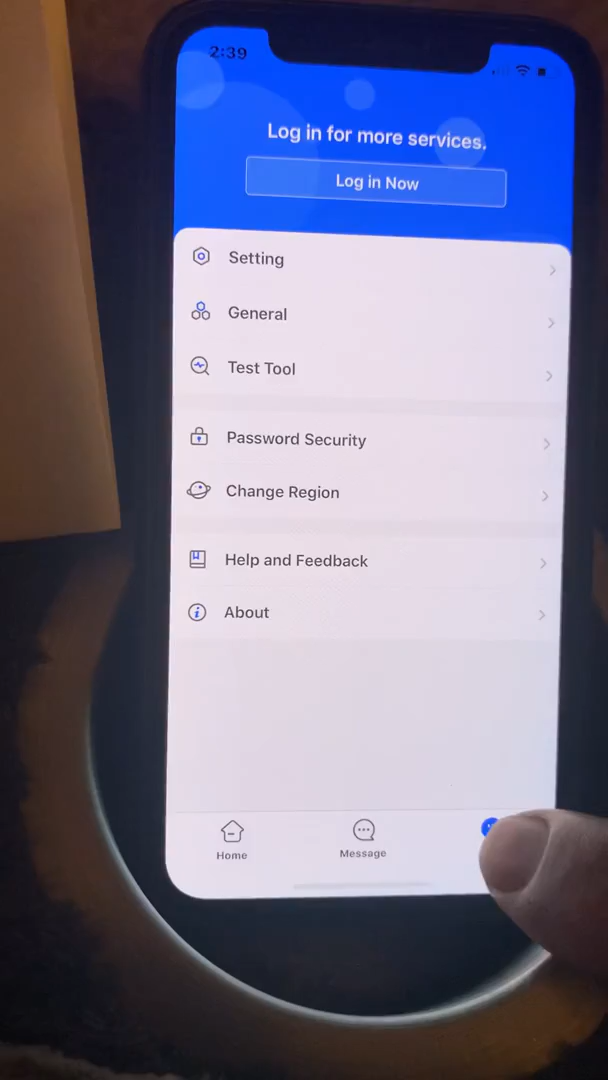 2:39
Log in for more services.
Log in Now
Setting
General
Test Tool
Password Security
Change Region
Help and Feedback
About
Home
Message